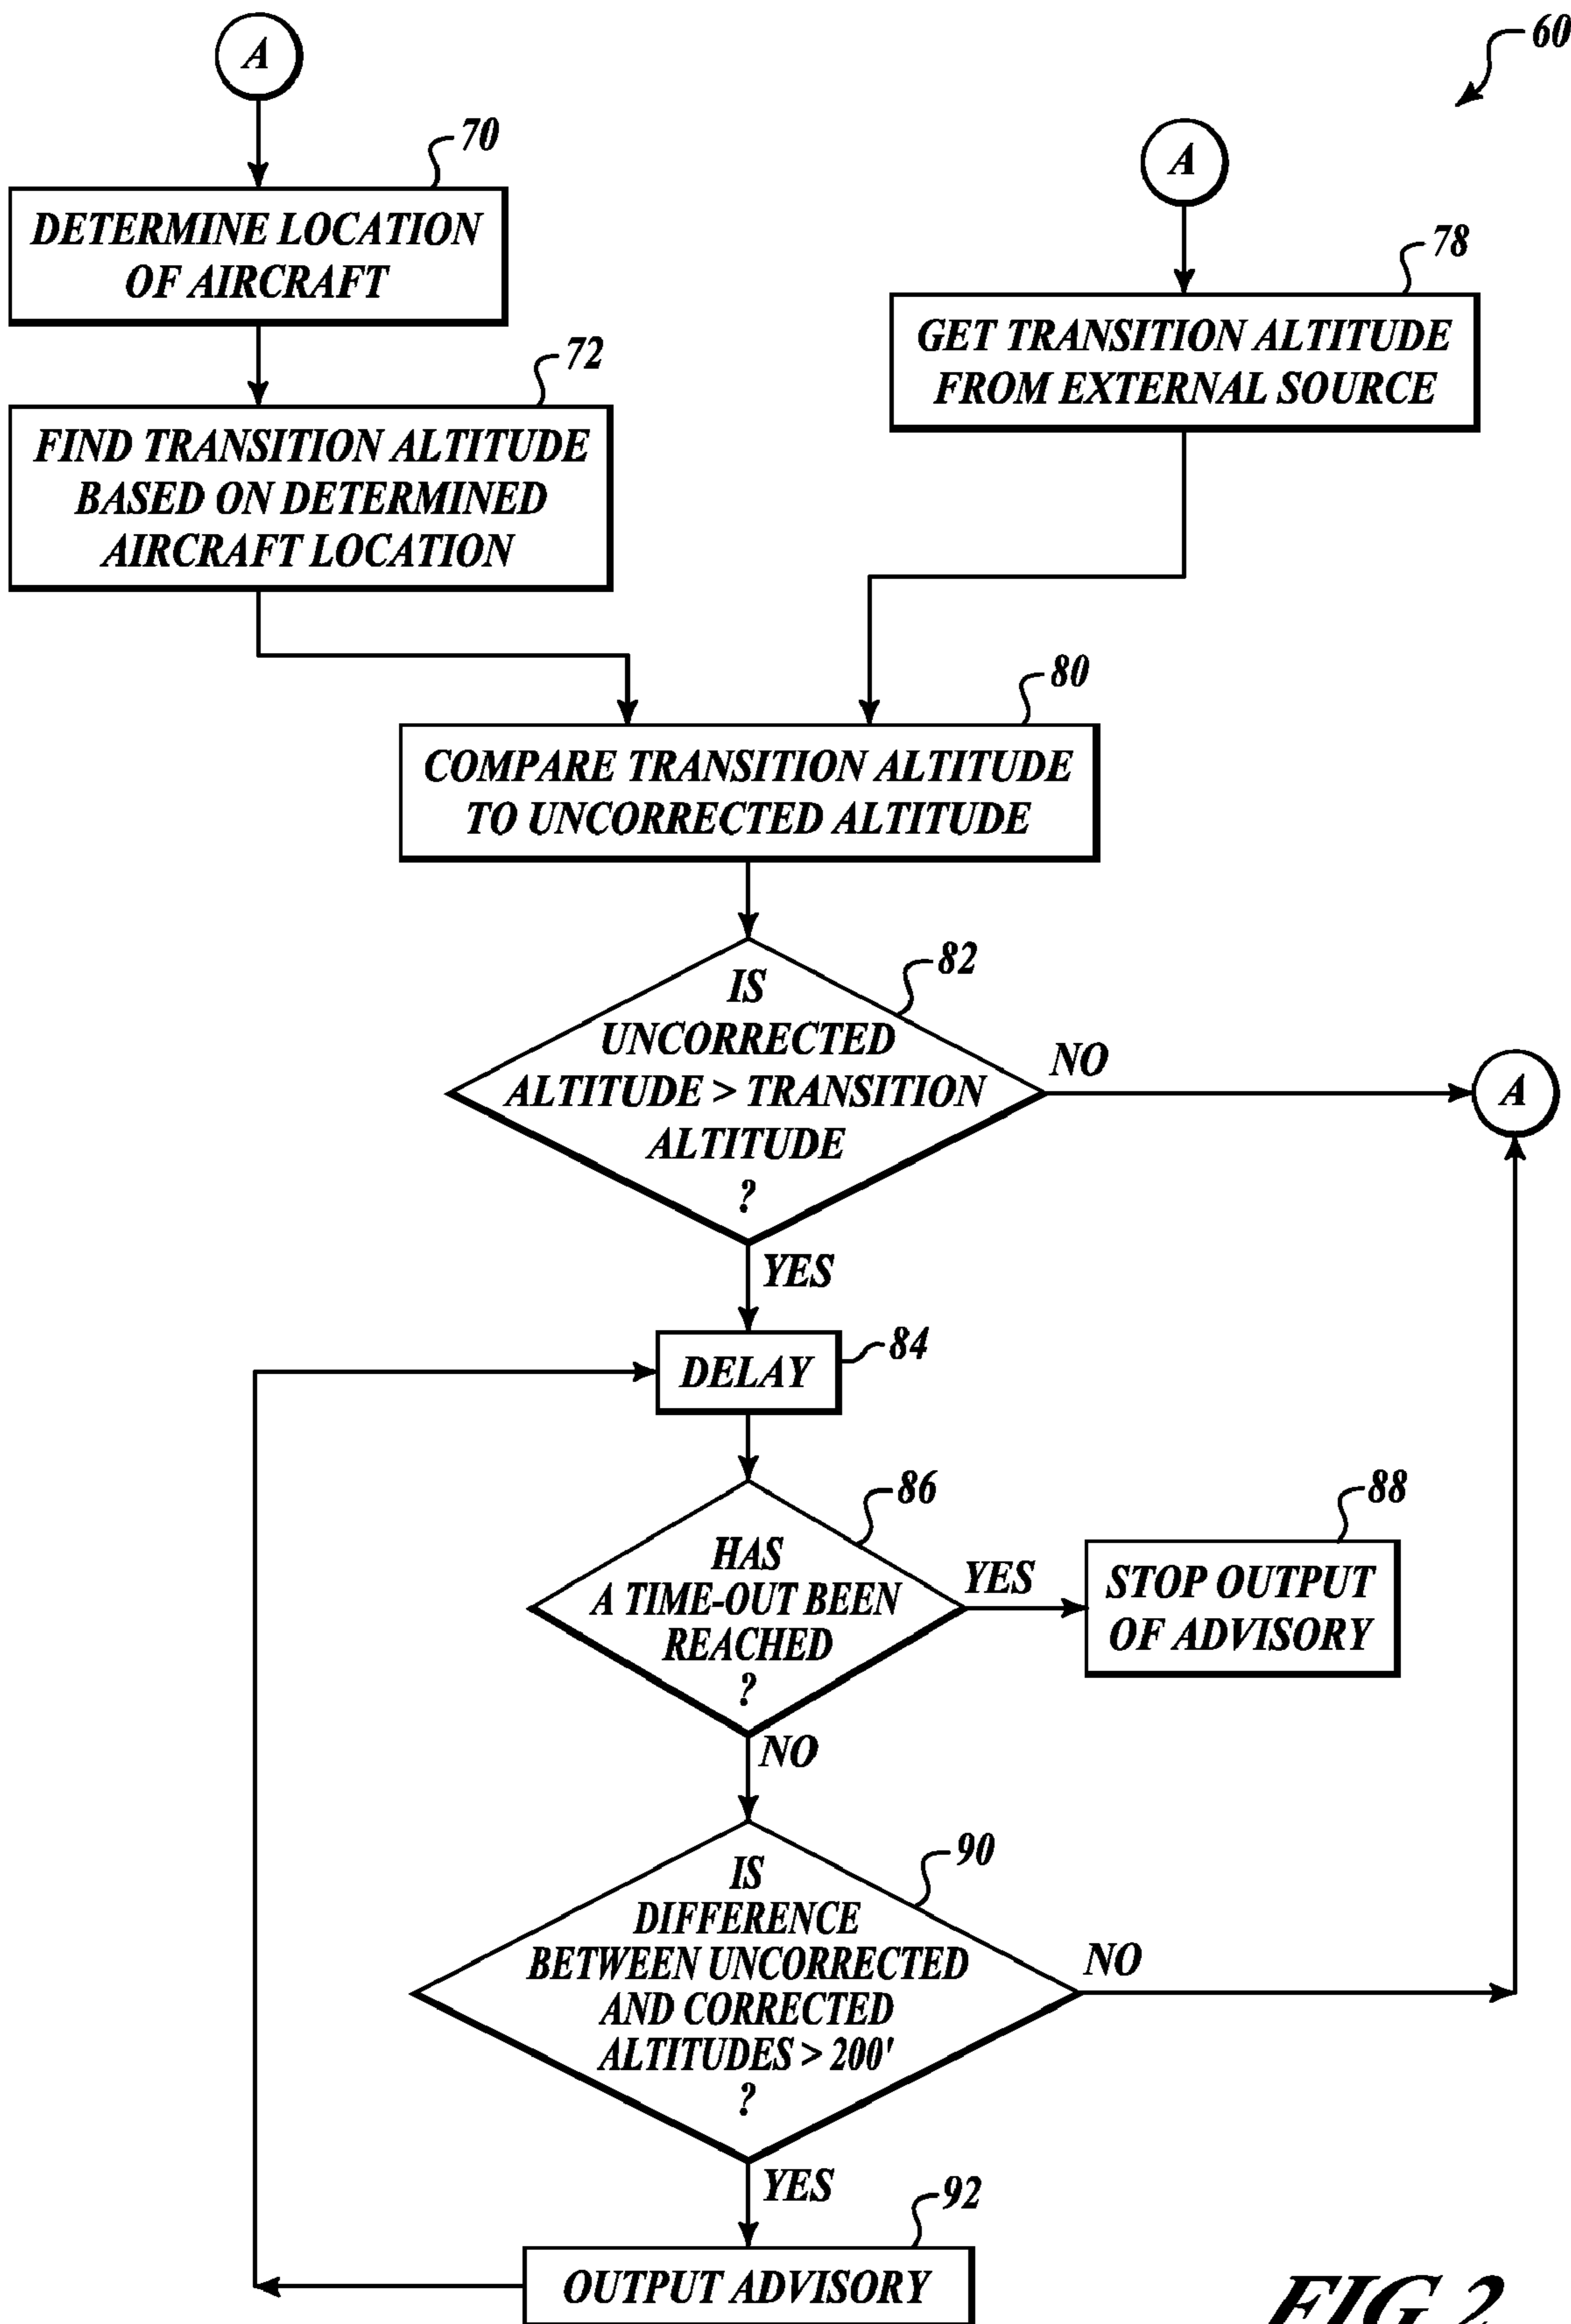 A
60
70
DETERMINE LOCATION
OF AIRCRAFT
A
78
GET TRANSITION ALTITUDE
FROM EXTERNAL SOURCE
72
FIND TRANSITION ALTITUDE
BASED ON DETERMINED
AIRCRAFT LOCATION
80
COMPARE TRANSITION ALTITUDE
TO UNCORRECTED ALTITUDE
82
IS
UNCORRECTED
ALTITUDE > TRANSITION
ALTITUDE
?
NO
A
YES
84
DELAY
86
HAS
A TIME-OUT BEEN
REACHED
?
YES
88
STOP OUTPUT
OF ADVISORY
NO
90
IS
DIFFERENCE
BETWEEN UNCORRECTED
AND CORRECTED
ALTITUDES > 200'
?
NO
YES
92
OUTPUT ADVISORY
FIG 2